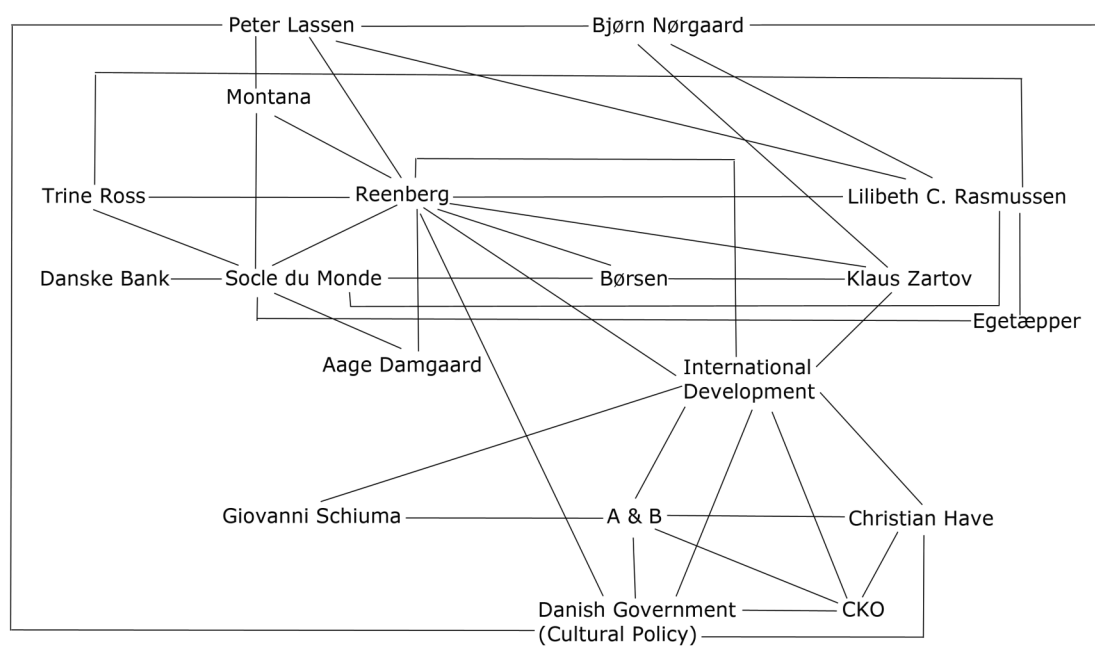 Peter Lassen
Bjørn Nørgaard
Montana
Trine Ross
Reenberg
Lilibeth C. Rasmussen
Danske Bank
Socle du Monde
Børsen
Klaus Zartov
Egetæpper
Aage Damgaard
International
Development
Giovanni Schiuma
A & B
Christian Have
Danish Government
(Cultural Policy)
CKO